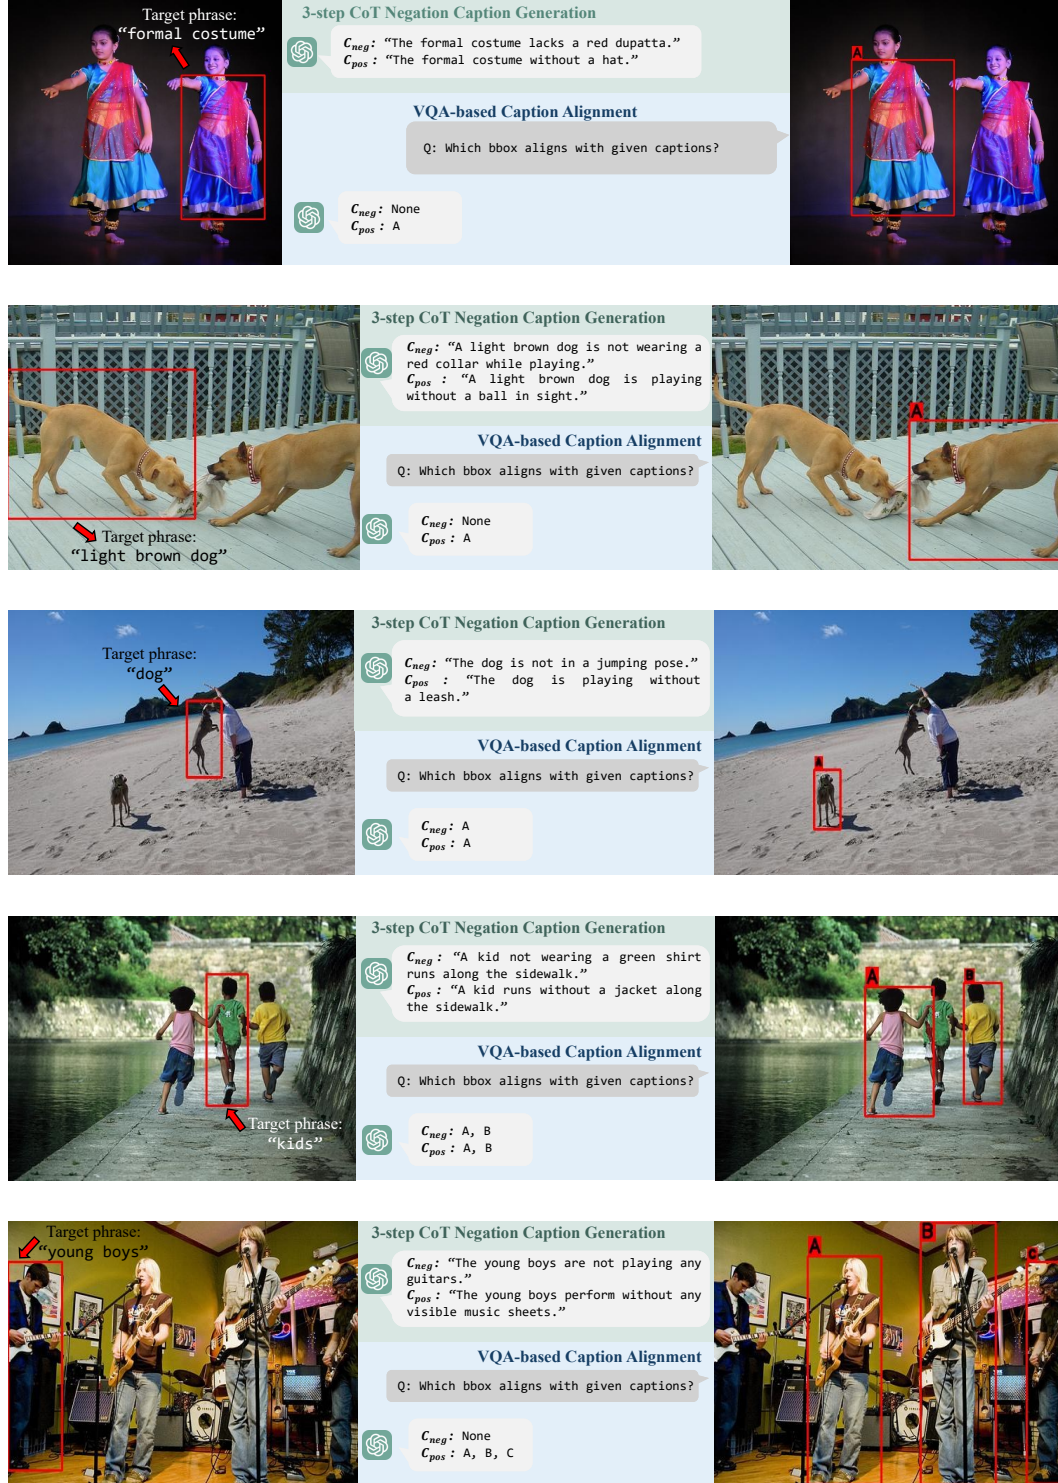 Target phrase:
“formal costume”
3-step CoT Negation Caption Generation
Cneg: “The formal costume lacks a red dupatta.”
Cpos: “The formal costume without a hat.”
VQA-based Caption Alignment
Q: Which bbox aligns with given captions?
Cneg: None
Cpos: A
A
Target phrase:
“light brown dog”
3-step CoT Negation Caption Generation
Cneg: “A light brown dog is not wearing a
red collar while playing.”
Cpos : “A light brown dog is playing
without a ball in sight.”
VQA-based Caption Alignment
Q: Which bbox aligns with given captions?
Cneg: None
Cpos: A
A
Target phrase:
“dog”
3-step CoT Negation Caption Generation
Cneg: “The dog is not in a jumping pose.”
Cpos : “The dog is playing without
a leash.”
VQA-based Caption Alignment
Q: Which bbox aligns with given captions?
Cneg: A
Cpos: A
A
Target phrase:
“kids”
3-step CoT Negation Caption Generation
Cneg: “A kid not wearing a green shirt
runs along the sidewalk.”
Cpos: “A kid runs without a jacket along
the sidewalk.”
VQA-based Caption Alignment
Q: Which bbox aligns with given captions?
Cneg: A, B
Cpos: A, B
A
B
Target phrase:
“young boys”
3-step CoT Negation Caption Generation
Cneg: “The young boys are not playing any
guitars.”
Cpos: “The young boys perform without any
visible music sheets.”
VQA-based Caption Alignment
Q: Which bbox aligns with given captions?
Cneg: None
Cpos: A, B, C
A
B
C